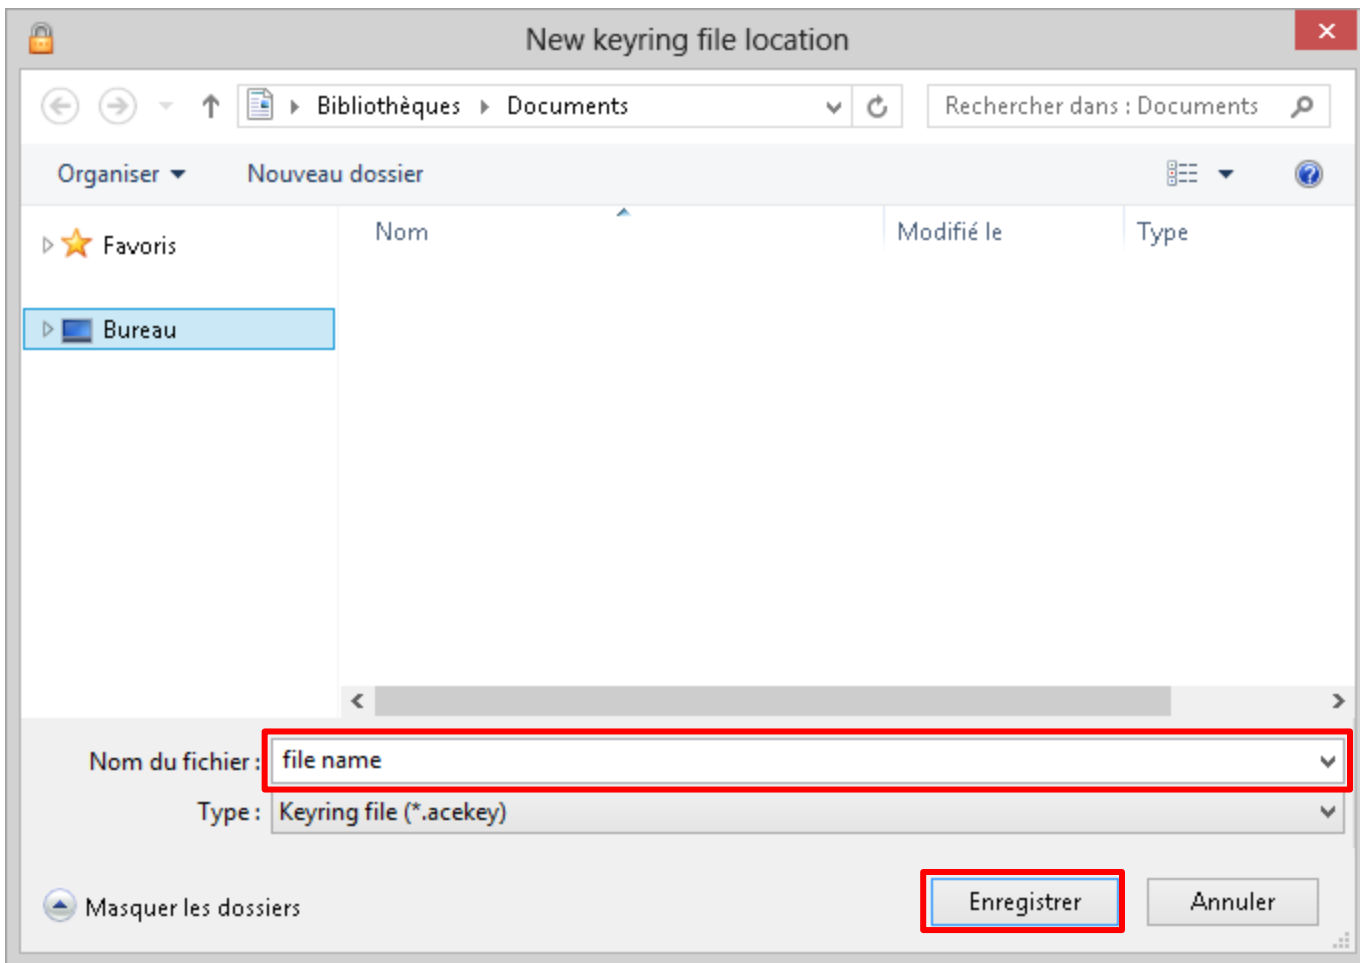 New keyring file location
Bibliothèques Documents Rechercher dans : Documents
Organiser Nouveau dossier
Nom Modifié le Type
Favoris
Bureau
Nom du fichier : file name
Type : Keyring file (*.acekey)
Masquer les dossiers Enregistrer Annuler